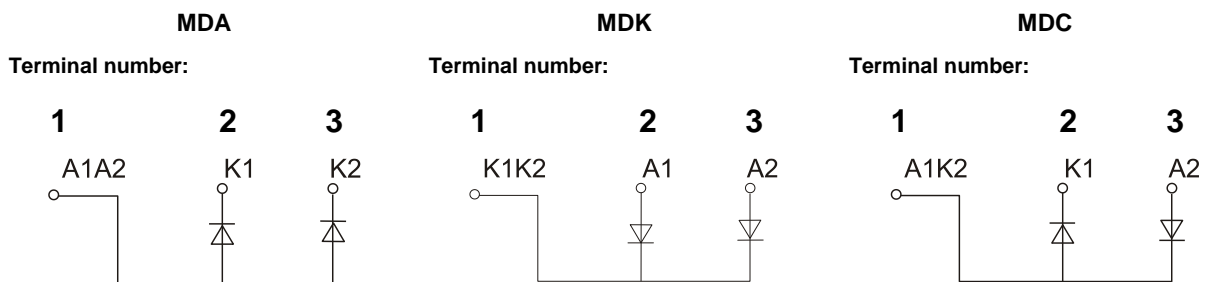 MDA MDK MDC
Terminal number: Terminal number: Terminal number:
1 2 3 1 2 3 1 2 3
A1A2 K1 K2 K1K2 A1 A2 A1K2 K1 A2